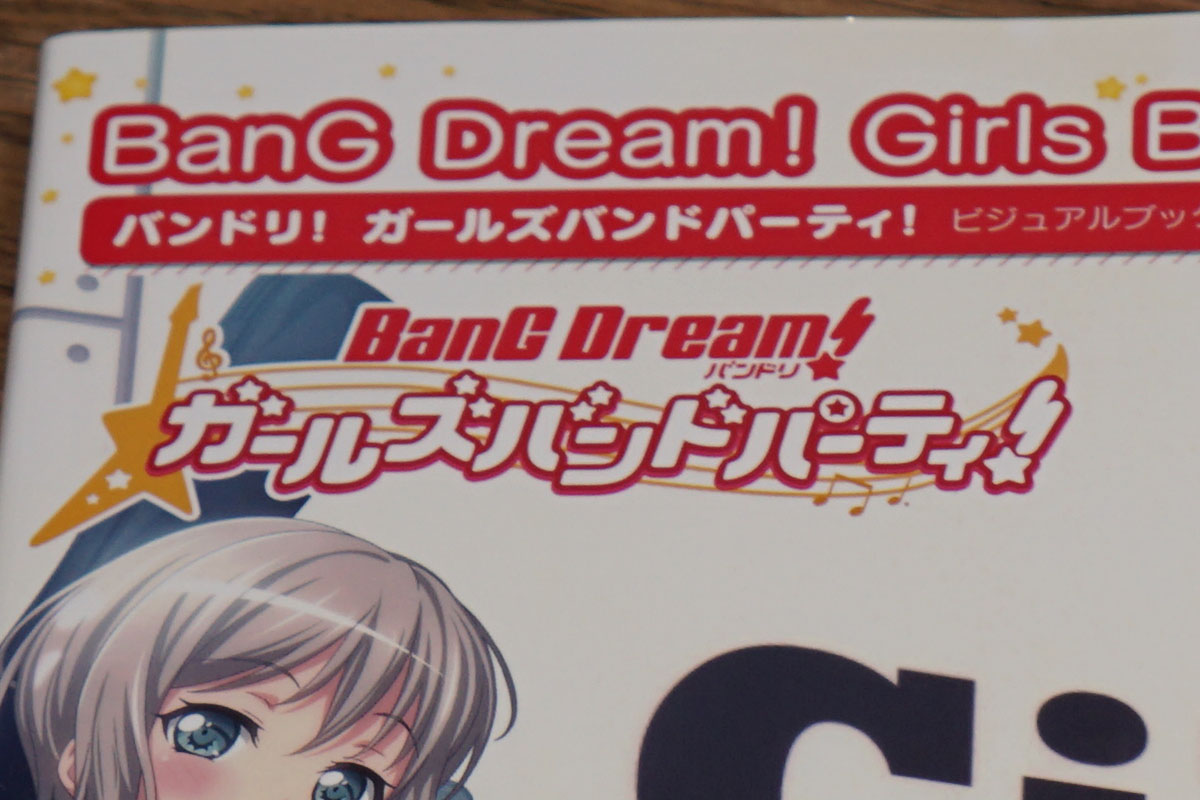 BanG Dream! Girls B
バンドリ! ガールズバンドパーティ! ビジュアルブック
BanG Dream!
バンドリ
ガールズバンドパーティ!
Gi